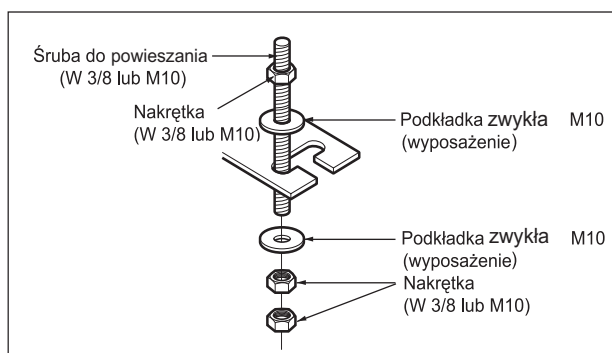 Śruba do powieszania
(W 3/8 lub M10)
Nakrętka
(W 3/8 lub M10)
Podkładka zwykła M10
(wyposażenie)
Podkładka zwykła M10
(wyposażenie)
Nakrętka
(W 3/8 lub M10)